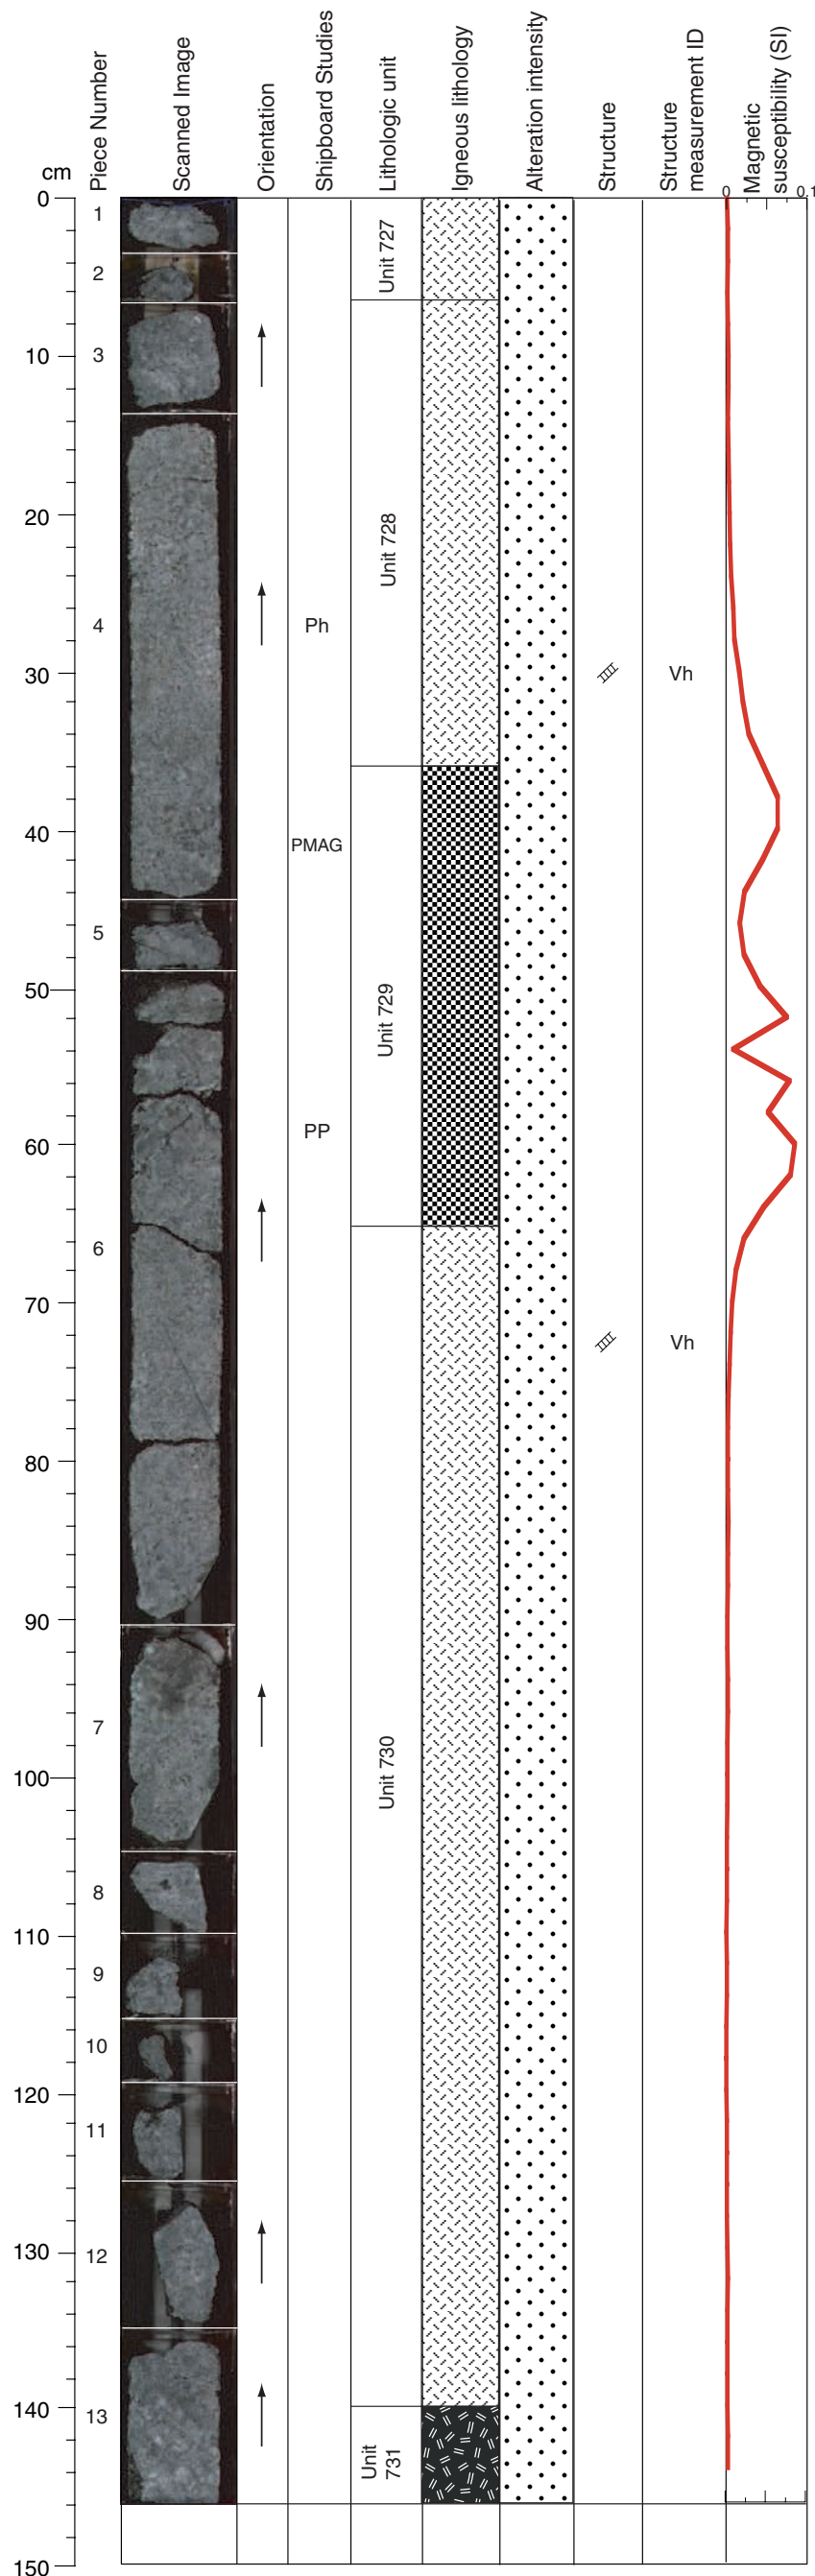 cm
Piece Number
Scanned Image
Orientation
Shipboard Studies
Lithologic unit
Igneous lithology
Alteration intensity
Structure
Structure
measurement ID
Magnetic
susceptibility (SI)
0
0.1
0
1
Unit 727
2
10
3
20
Unit 728
4
Ph
30
Vh
40
PMAG
5
50
Unit 729
PP
60
6
70
Vh
80
90
7
Unit 730
100
8
110
9
10
120
11
130
12
140
13
Unit
731
150